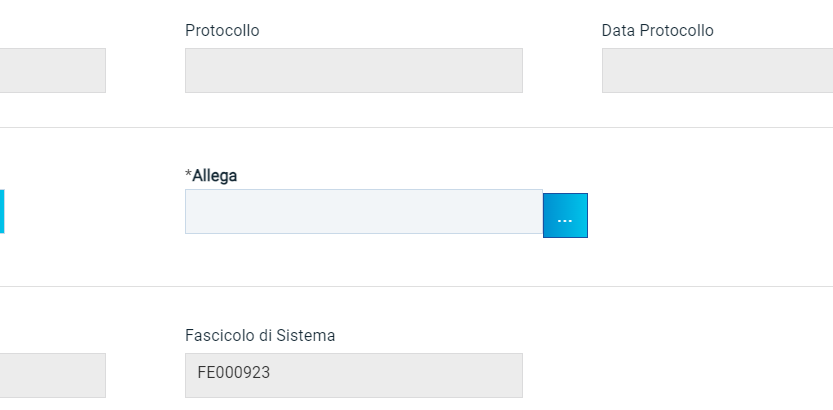 Protocollo
Data Protocollo
*Allega
...
Fascicolo di Sistema
FE000923